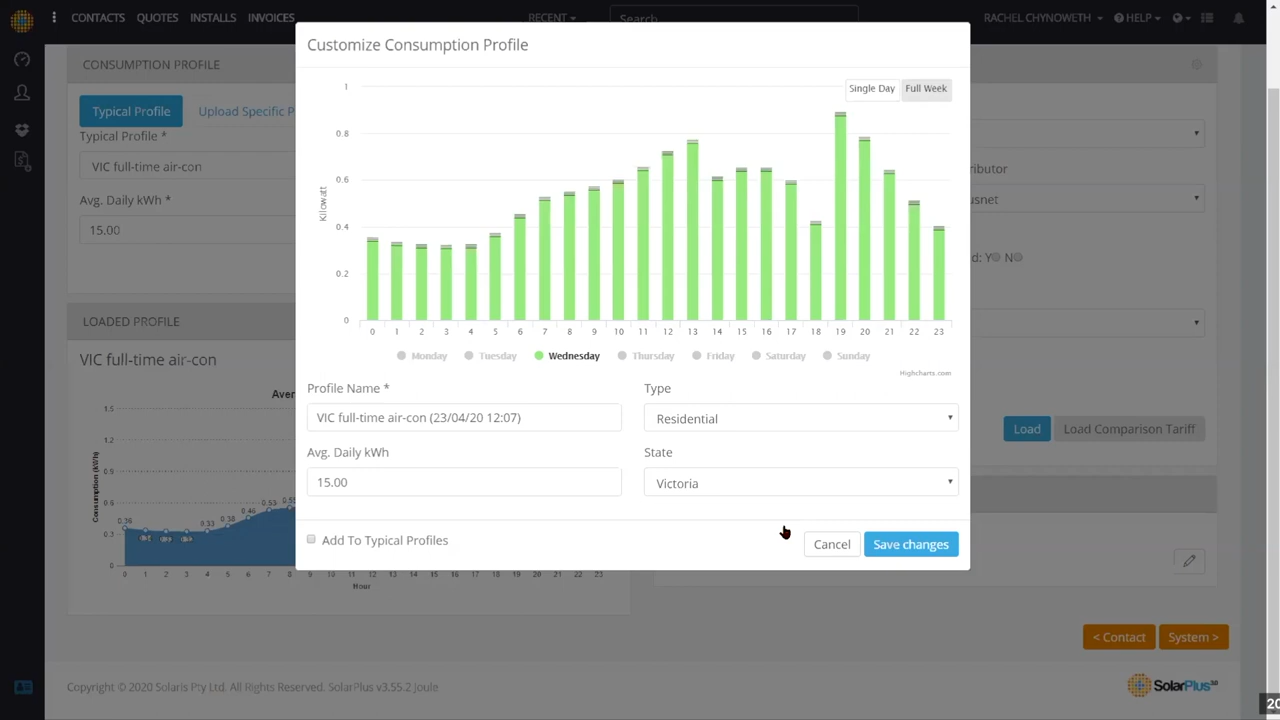 CONTACTS QUOTES INSTALLS INVOICES RECENT Search RACHEL CHYNOWETH HELP
CONSUMPTION PROFILE
Typical Profile Upload Specific P
Typical Profile *
VIC full-time air-con
Avg. Daily kWh *
15.00
LOADED PROFILE
VIC full-time air-con
Aver
1.5
1.2
0.9
0.6
0.3
0
Consumption (kWh)
0.36 0.33 0.38 0.46 0.53 0.55
0 1 2 3 4 5 6 7 8 9 10 11 12 13 14 15 16 17 18 19 20 21 22 23
Hour
Customize Consumption Profile
Single Day Full Week
1
0.8
0.6
0.4
0.2
0
Kilowatt
0 1 2 3 4 5 6 7 8 9 10 11 12 13 14 15 16 17 18 19 20 21 22 23
Monday Tuesday Wednesday Thursday Friday Saturday Sunday
Highcharts.com
Profile Name * Type
VIC full-time air-con (23/04/20 12:07) Residential
Avg. Daily kWh State
15.00 Victoria
Add To Typical Profiles Cancel Save changes
ributor
usnet
d: Y N
Load Load Comparison Tariff
< Contact System >
Copyright © 2020 Solaris Pty Ltd. All Rights Reserved. SolarPlus v3.55.2 Joule
SolarPlus
20